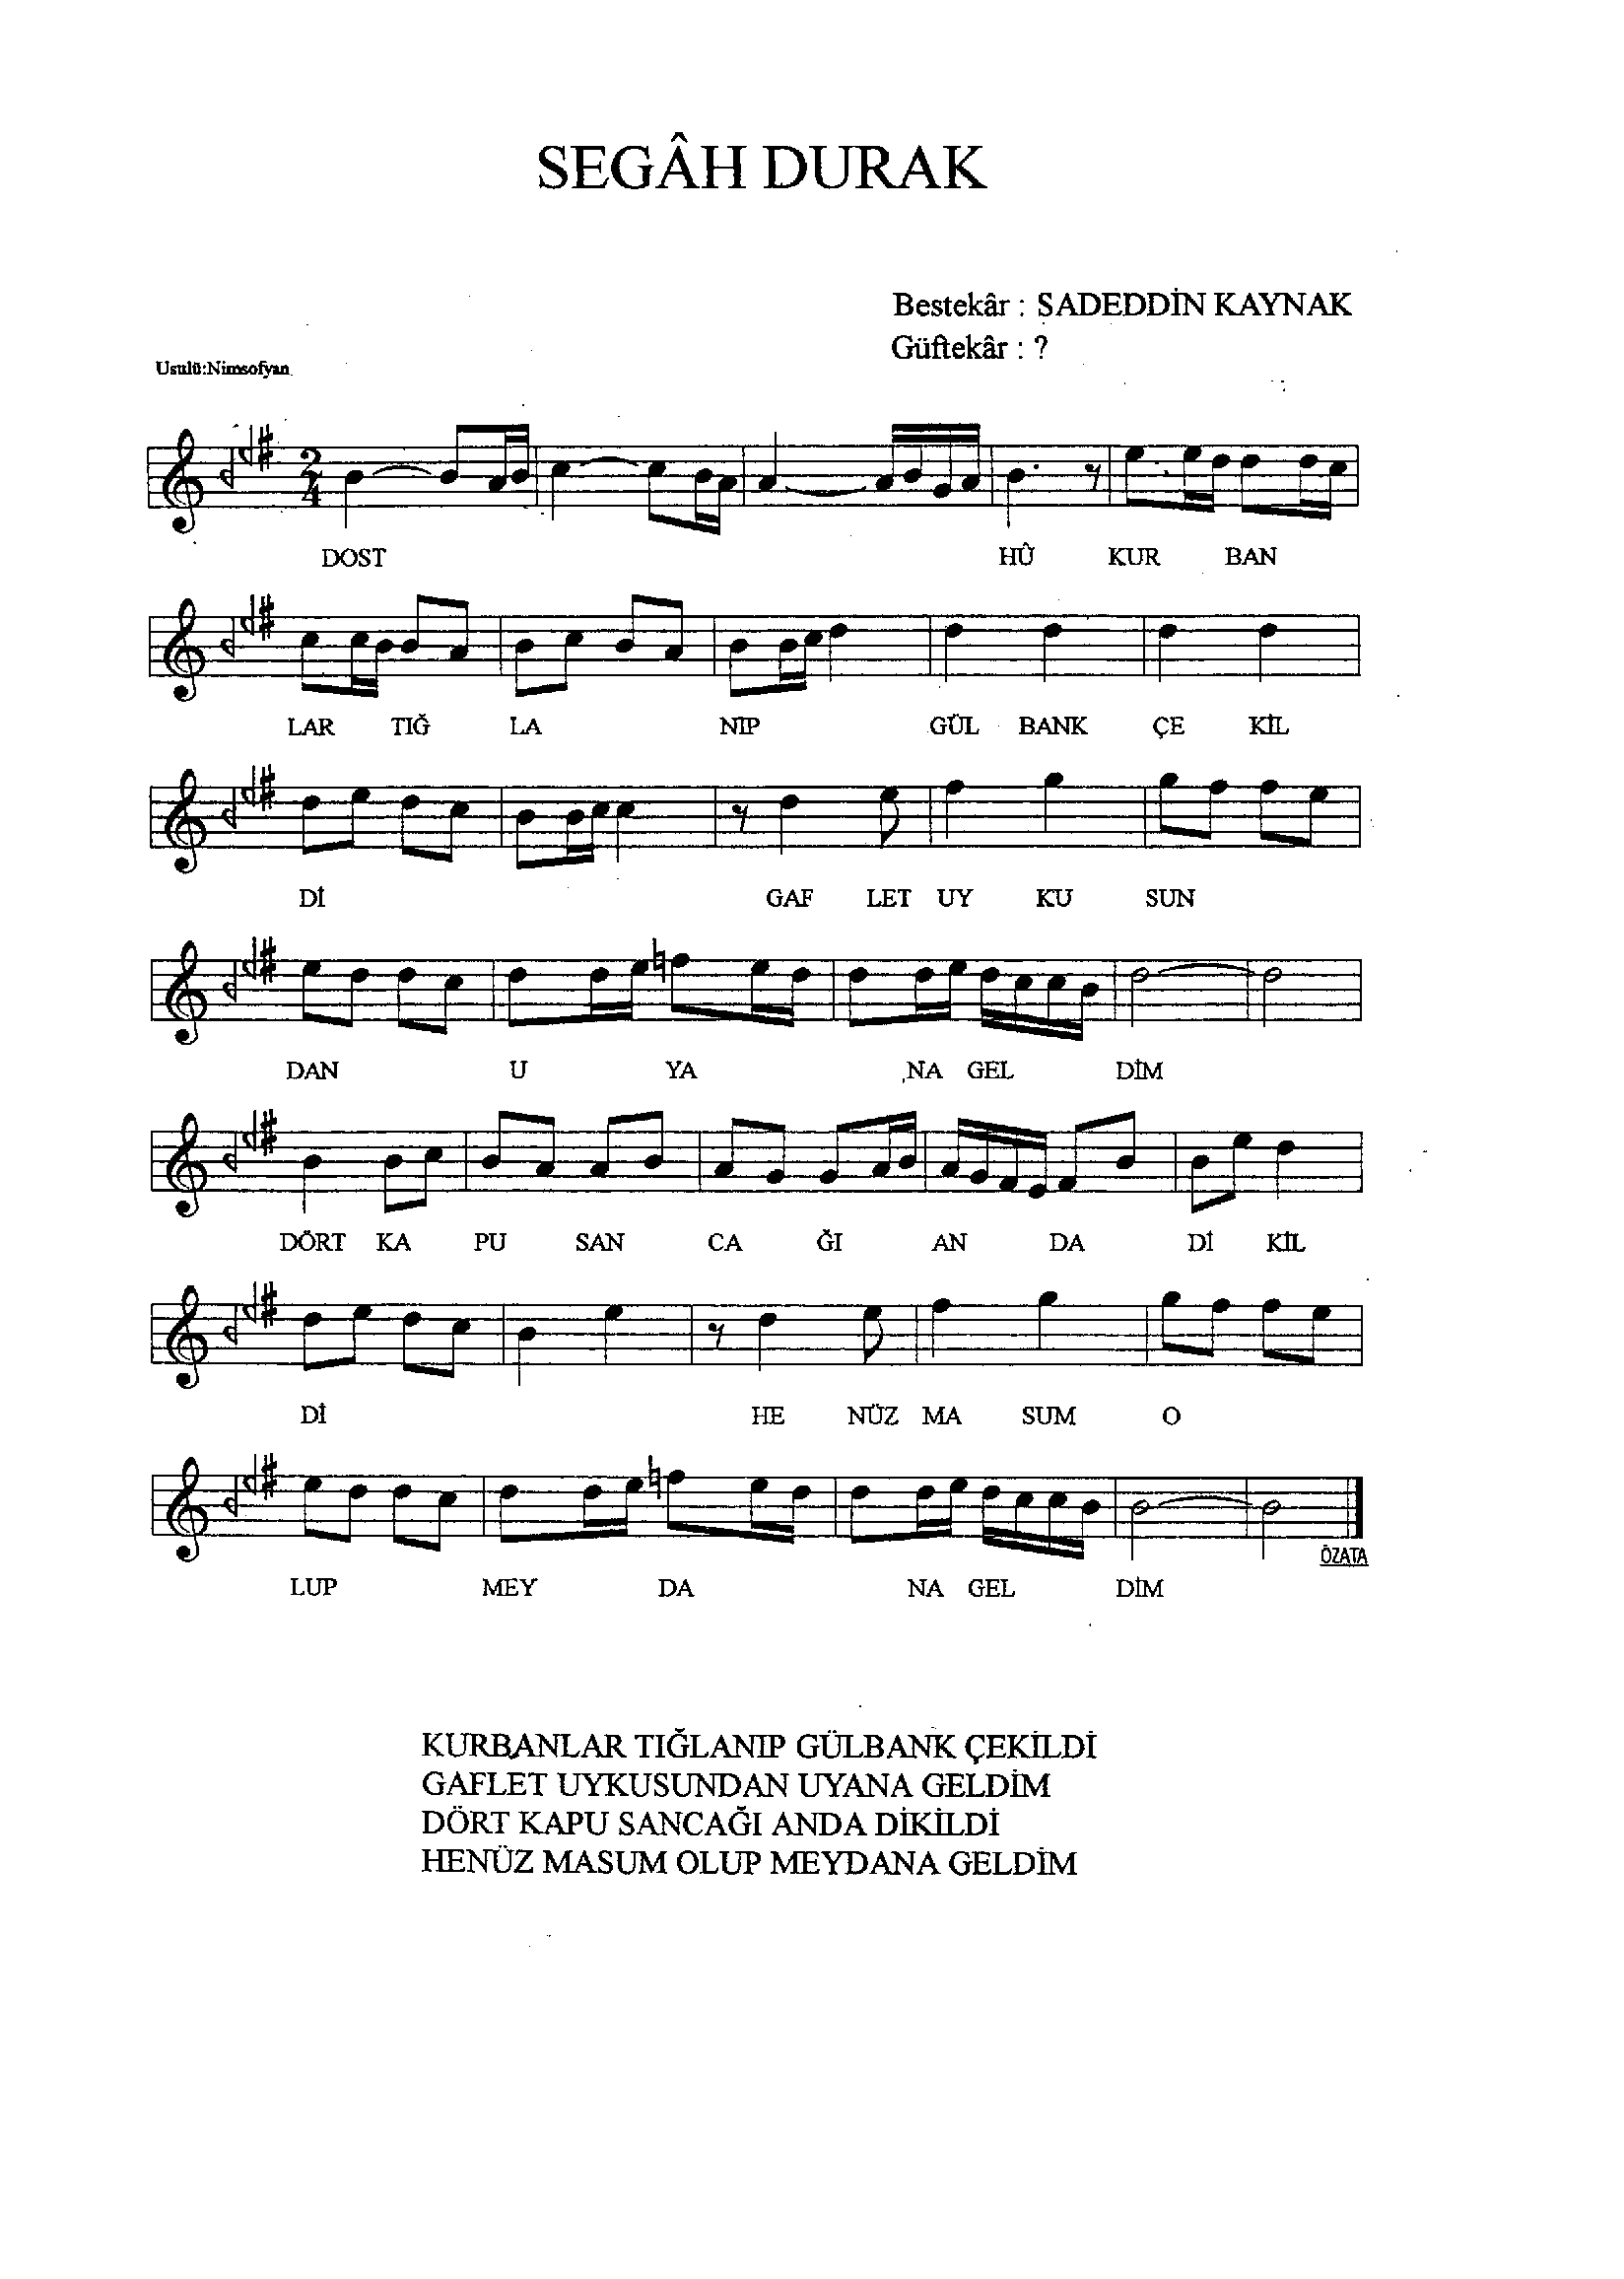 SEGÂH DURAK
Bestekâr : SADEDDİN KAYNAK
Güftekâr : ?
Usulü:Nimsofyan
2
4
DOST HÛ KUR BAN
LAR TIĞ LA NIP GÜL BANK ÇE KİL
Dİ GAF LET UY KU SUN
DAN U YA NA GEL DİM
DÖRT KA PU SAN CA ĞI AN DA Dİ KİL
Dİ HE NÜZ MA SUM O
LUP MEY DA NA GEL DİM
ÖZATA
KURBANLAR TIĞLANIP GÜLBANK ÇEKİLDİ
GAFLET UYKUSUNDAN UYANA GELDİM
DÖRT KAPU SANCAĞI ANDA DİKİLDİ
HENÜZ MASUM OLUP MEYDANA GELDİM